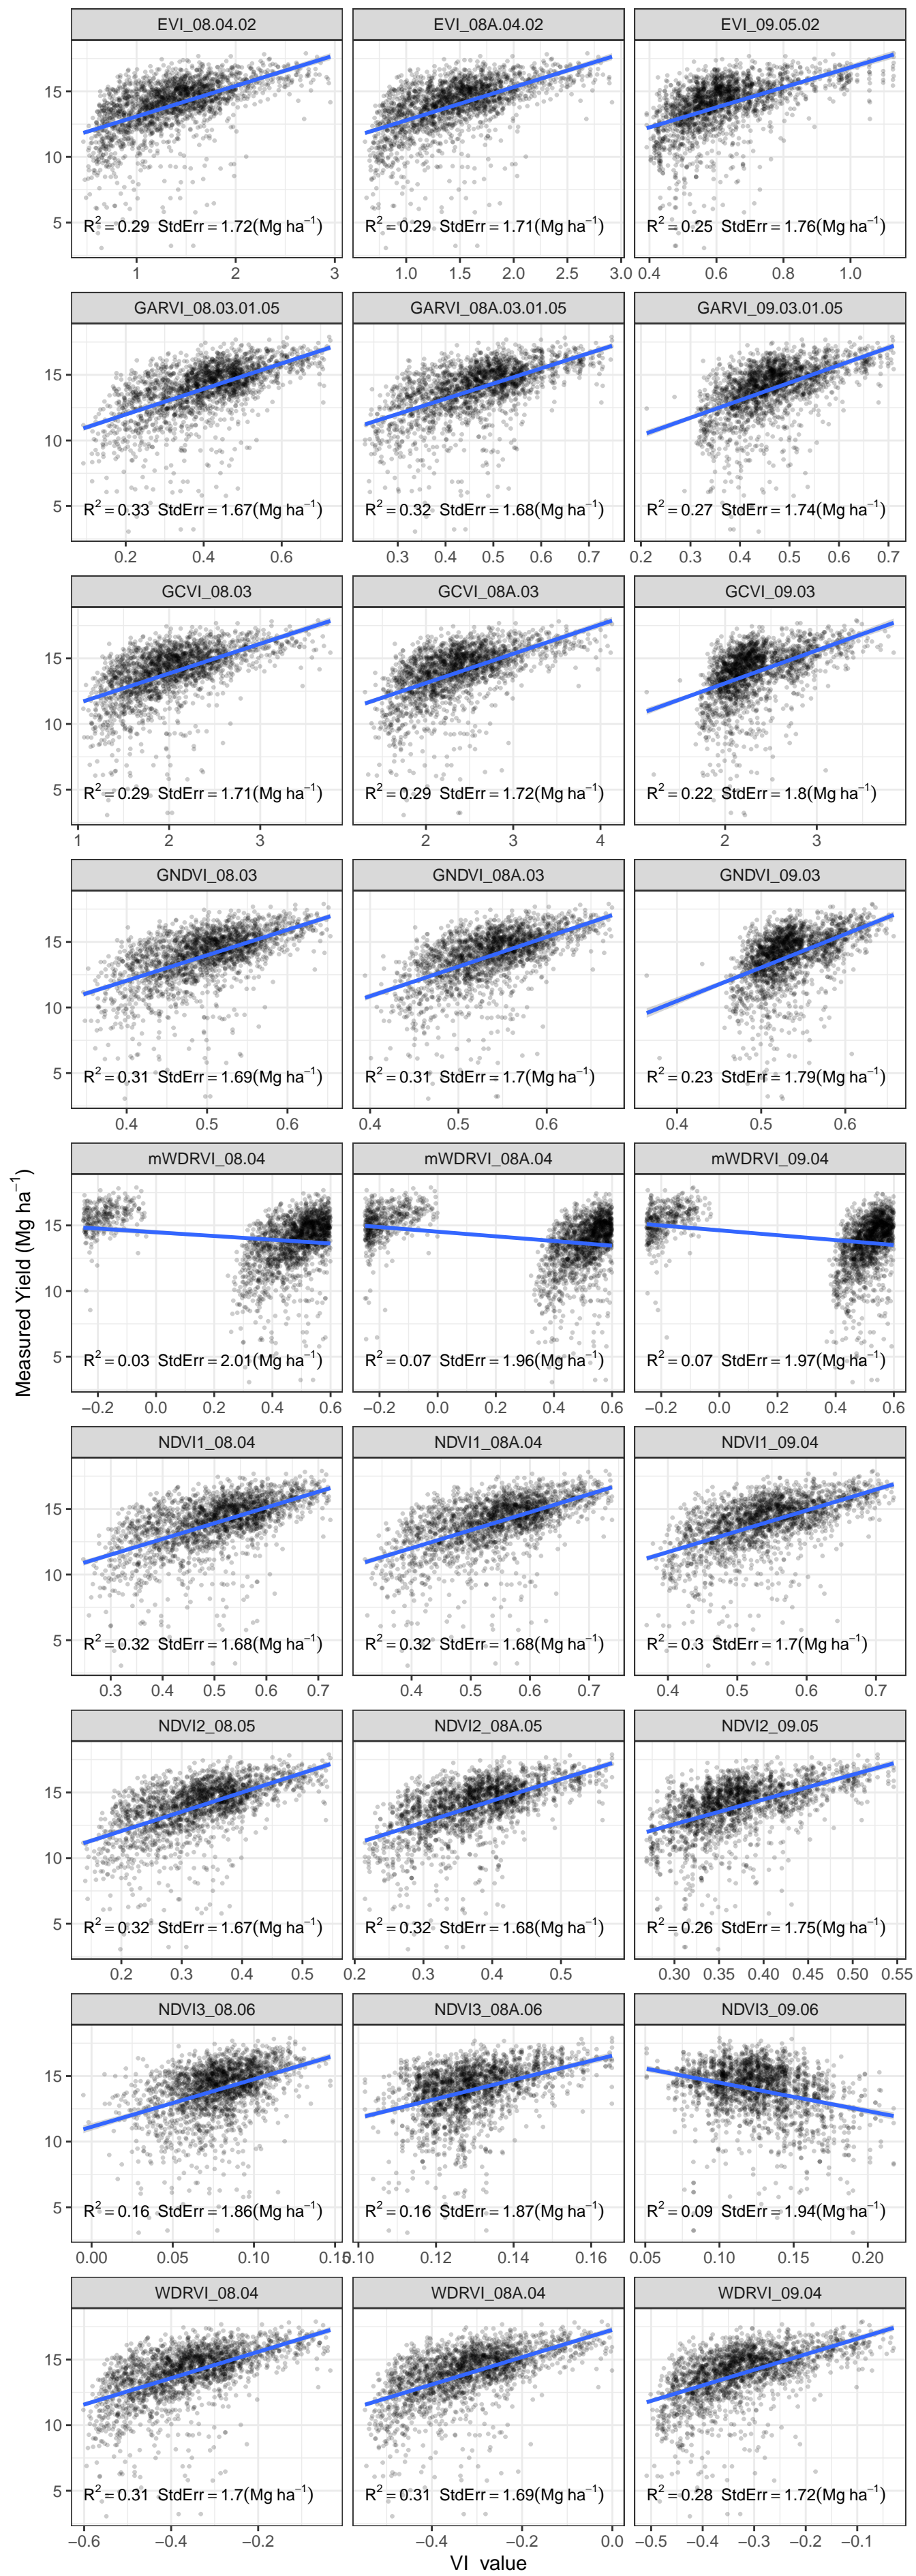 EVI_08.04.02 EVI_08A.04.02 EVI_09.05.02
15
10
5
R²=0.29 StdErr=1.72(Mg ha⁻¹) R²=0.29 StdErr=1.71(Mg ha⁻¹) R²=0.25 StdErr=1.76(Mg ha⁻¹)
1 2 3 1.0 1.5 2.0 2.5 3.0 0.4 0.6 0.8 1.0
GARVI_08.03.01.05 GARVI_08A.03.01.05 GARVI_09.03.01.05
15
10
5
R²=0.33 StdErr=1.67(Mg ha⁻¹) R²=0.32 StdErr=1.68(Mg ha⁻¹) R²=0.27 StdErr=1.74(Mg ha⁻¹)
0.2 0.4 0.6 0.3 0.4 0.5 0.6 0.7 0.2 0.3 0.4 0.5 0.6 0.7
GCVI_08.03 GCVI_08A.03 GCVI_09.03
15
10
5
R²=0.29 StdErr=1.71(Mg ha⁻¹) R²=0.29 StdErr=1.72(Mg ha⁻¹) R²=0.22 StdErr=1.8(Mg ha⁻¹)
1 2 3 2 3 4 2 3
GNDVI_08.03 GNDVI_08A.03 GNDVI_09.03
15
10
5
R²=0.31 StdErr=1.69(Mg ha⁻¹) R²=0.31 StdErr=1.7(Mg ha⁻¹) R²=0.23 StdErr=1.79(Mg ha⁻¹)
0.4 0.5 0.6 0.4 0.5 0.6 0.4 0.5 0.6
Measured Yield (Mg ha⁻¹)
mWDRVI_08.04 mWDRVI_08A.04 mWDRVI_09.04
15
10
5
R²=0.03 StdErr=2.01(Mg ha⁻¹) R²=0.07 StdErr=1.96(Mg ha⁻¹) R²=0.07 StdErr=1.97(Mg ha⁻¹)
−0.2 0.0 0.2 0.4 0.6 −0.2 0.0 0.2 0.4 0.6 −0.2 0.0 0.2 0.4 0.6
NDVI1_08.04 NDVI1_08A.04 NDVI1_09.04
15
10
5
R²=0.32 StdErr=1.68(Mg ha⁻¹) R²=0.32 StdErr=1.68(Mg ha⁻¹) R²=0.3 StdErr=1.7(Mg ha⁻¹)
0.3 0.4 0.5 0.6 0.7 0.4 0.5 0.6 0.7 0.4 0.5 0.6 0.7
NDVI2_08.05 NDVI2_08A.05 NDVI2_09.05
15
10
5
R²=0.32 StdErr=1.67(Mg ha⁻¹) R²=0.32 StdErr=1.68(Mg ha⁻¹) R²=0.26 StdErr=1.75(Mg ha⁻¹)
0.2 0.3 0.4 0.5 0.2 0.3 0.4 0.5 0.30 0.35 0.40 0.45 0.50 0.55
NDVI3_08.06 NDVI3_08A.06 NDVI3_09.06
15
10
5
R²=0.16 StdErr=1.86(Mg ha⁻¹) R²=0.16 StdErr=1.87(Mg ha⁻¹) R²=0.09 StdErr=1.94(Mg ha⁻¹)
0.00 0.05 0.10 0.15 0.10 0.12 0.14 0.16 0.05 0.10 0.15 0.20
WDRVI_08.04 WDRVI_08A.04 WDRVI_09.04
15
10
5
R²=0.31 StdErr=1.7(Mg ha⁻¹) R²=0.31 StdErr=1.69(Mg ha⁻¹) R²=0.28 StdErr=1.72(Mg ha⁻¹)
−0.6 −0.4 −0.2 −0.4 −0.2 0.0 −0.5 −0.4 −0.3 −0.2 −0.1
VI value